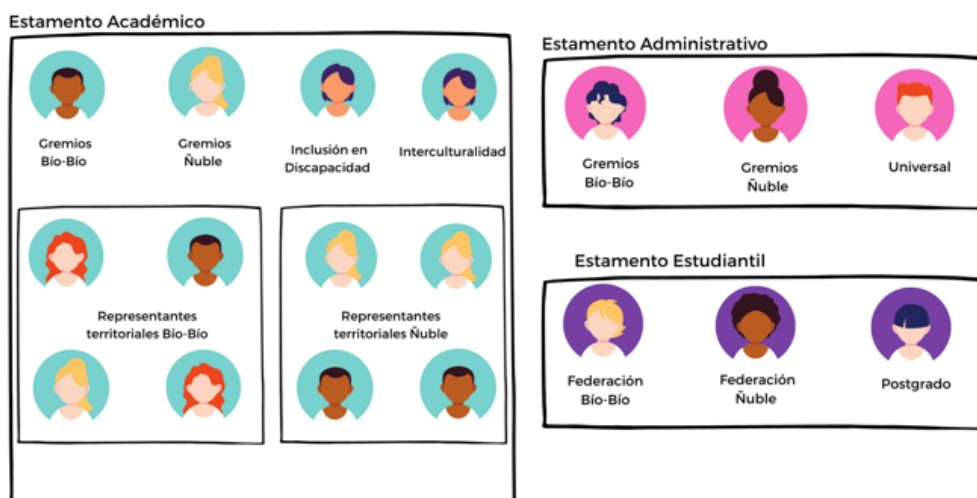 Estamento Académico
Gremios
Bío-Bío
Gremios
Ñuble
Inclusión en
Discapacidad
Interculturalidad
Representantes
territoriales Bío-Bío
Representantes
territoriales Ñuble
Estamento Administrativo
Gremios
Bío-Bío
Gremios
Ñuble
Universal
Estamento Estudiantil
Federación
Bío-Bío
Federación
Ñuble
Postgrado